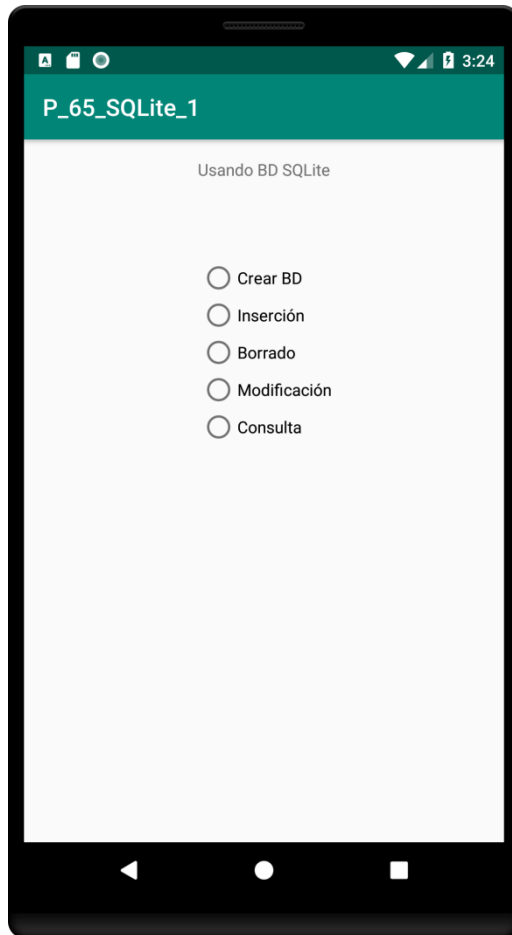 3:24
P_65_SQLite_1
Usando BD SQLite
Crear BD
Inserción
Borrado
Modificación
Consulta